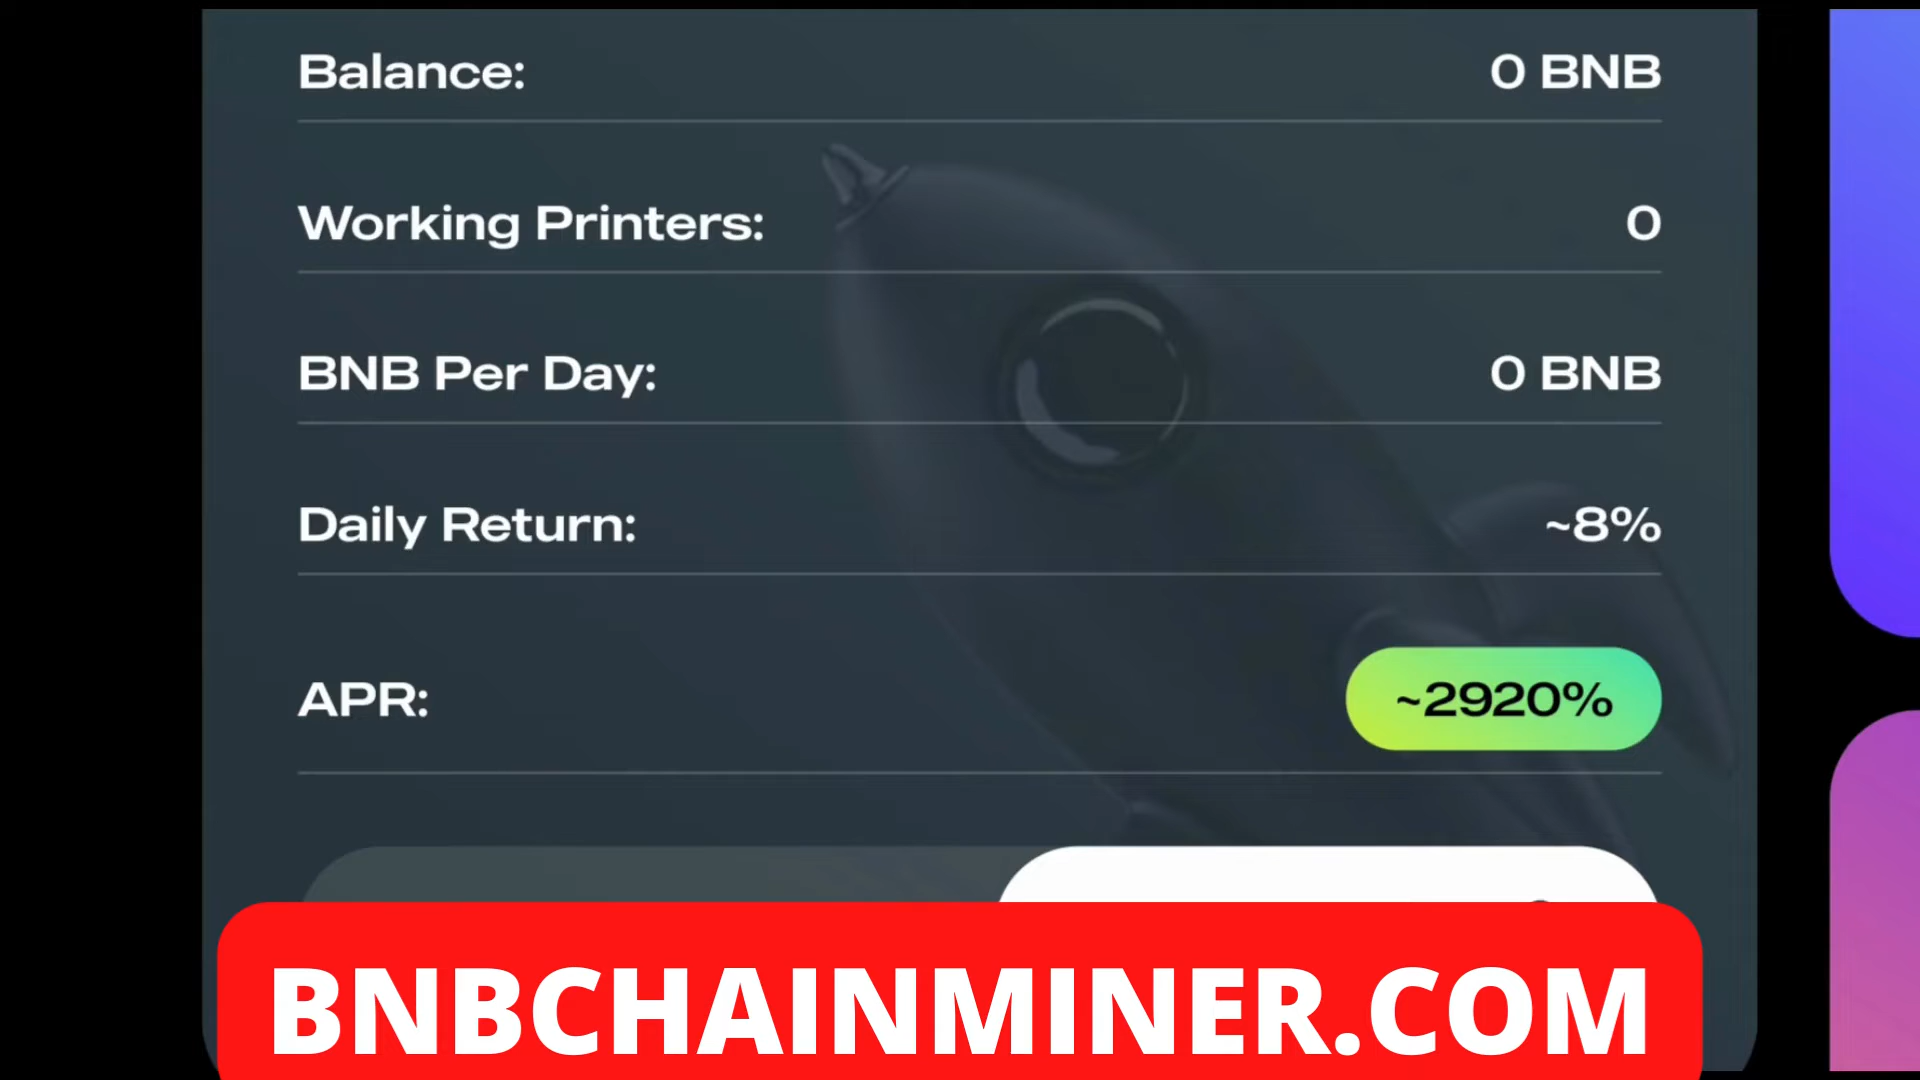 Balance: 0 BNB
Working Printers: 0
BNB Per Day: 0 BNB
Daily Return: ~8%
APR: ~2920%
BNBCHAINMINER.COM